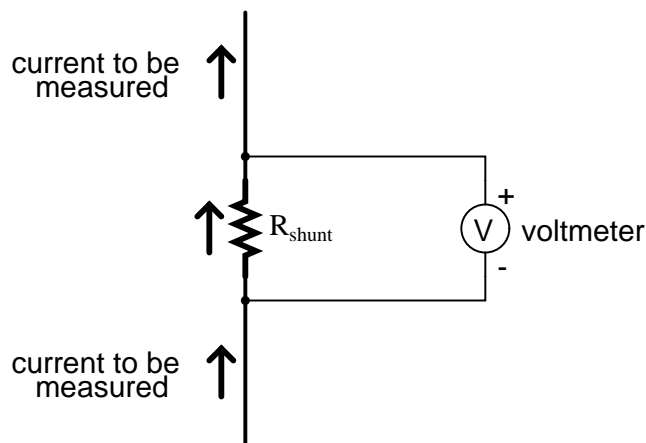 current to be
measured
R_shunt
+
V
voltmeter
-
current to be
measured